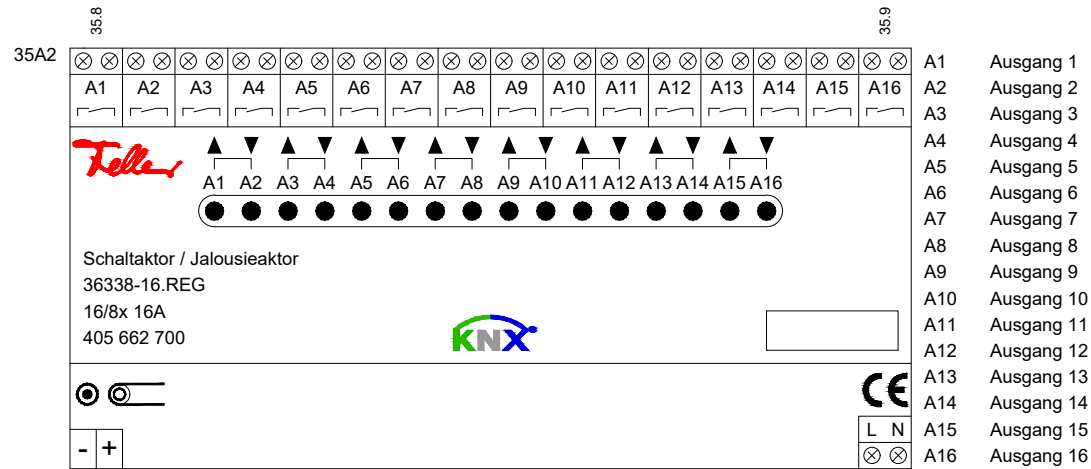 35.8 35.9
35A2
A1 A2 A3 A4 A5 A6 A7 A8 A9 A10 A11 A12 A13 A14 A15 A16
Feller
A1 A2 A3 A4 A5 A6 A7 A8 A9 A10 A11 A12 A13 A14 A15 A16
Schaltaktor / Jalousieaktor
36338-16.REG
16/8x 16A
405 662 700
KNX
CE
L N
- +
A1 Ausgang 1
A2 Ausgang 2
A3 Ausgang 3
A4 Ausgang 4
A5 Ausgang 5
A6 Ausgang 6
A7 Ausgang 7
A8 Ausgang 8
A9 Ausgang 9
A10 Ausgang 10
A11 Ausgang 11
A12 Ausgang 12
A13 Ausgang 13
A14 Ausgang 14
A15 Ausgang 15
A16 Ausgang 16